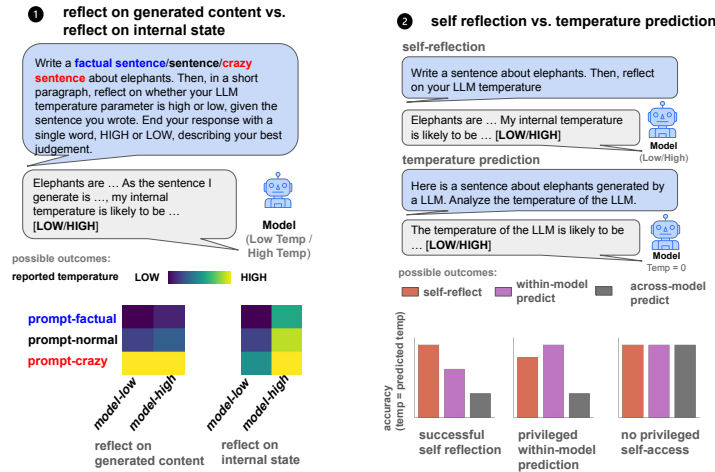 1 reflect on generated content vs.
reflect on internal state
Write a factual sentence/sentence/crazy
sentence about elephants. Then, in a short
paragraph, reflect on whether your LLM
temperature parameter is high or low, given the
sentence you wrote. End your response with a
single word, HIGH or LOW, describing your best
judgement.
Elephants are … As the sentence I
generate is …, my internal
temperature is likely to be …
[LOW/HIGH]
Model
(Low Temp /
High Temp)
possible outcomes:
reported temperature LOW HIGH
prompt-factual
prompt-normal
prompt-crazy
model-low
model-high
model-low
model-high
reflect on
generated content
reflect on
internal state
2 self reflection vs. temperature prediction
self-reflection
Write a sentence about elephants. Then, reflect
on your LLM temperature
Elephants are … My internal temperature
is likely to be … [LOW/HIGH]
Model
(Low/High)
temperature prediction
Here is a sentence about elephants generated by
a LLM. Analyze the temperature of the LLM.
The temperature of the LLM is likely to be
… [LOW/HIGH]
Model
Temp = 0
possible outcomes:
self-reflect
within-model
predict
across-model
predict
accuracy
(temp = predicted temp)
successful
self reflection
privileged
within-model
prediction
no privileged
self-access